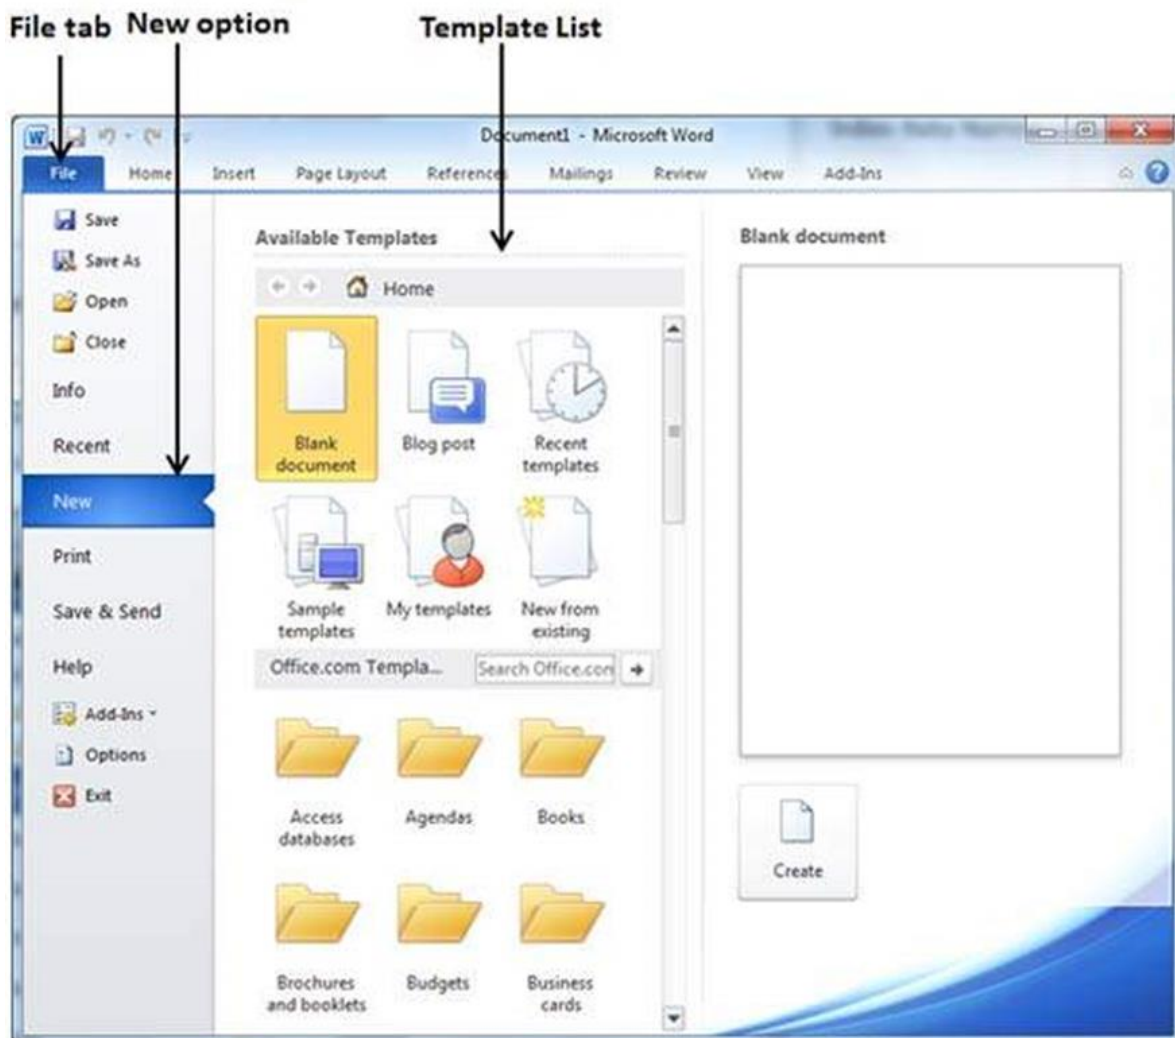 File tab New option Template List
W
Document1 - Microsoft Word
File Home Insert Page Layout References Mailings Review View Add-Ins
?
Save
Save As
Open
Close
Info
Recent
New
Print
Save & Send
Help
Add-Ins
Options
Exit
Available Templates
Home
Blank
document
Blog post
Recent
templates
Sample
templates
My templates
New from
existing
Office.com Templa...
Search Office.com
Access
databases
Agendas
Books
Brochures
and booklets
Budgets
Business
cards
Blank document
Create